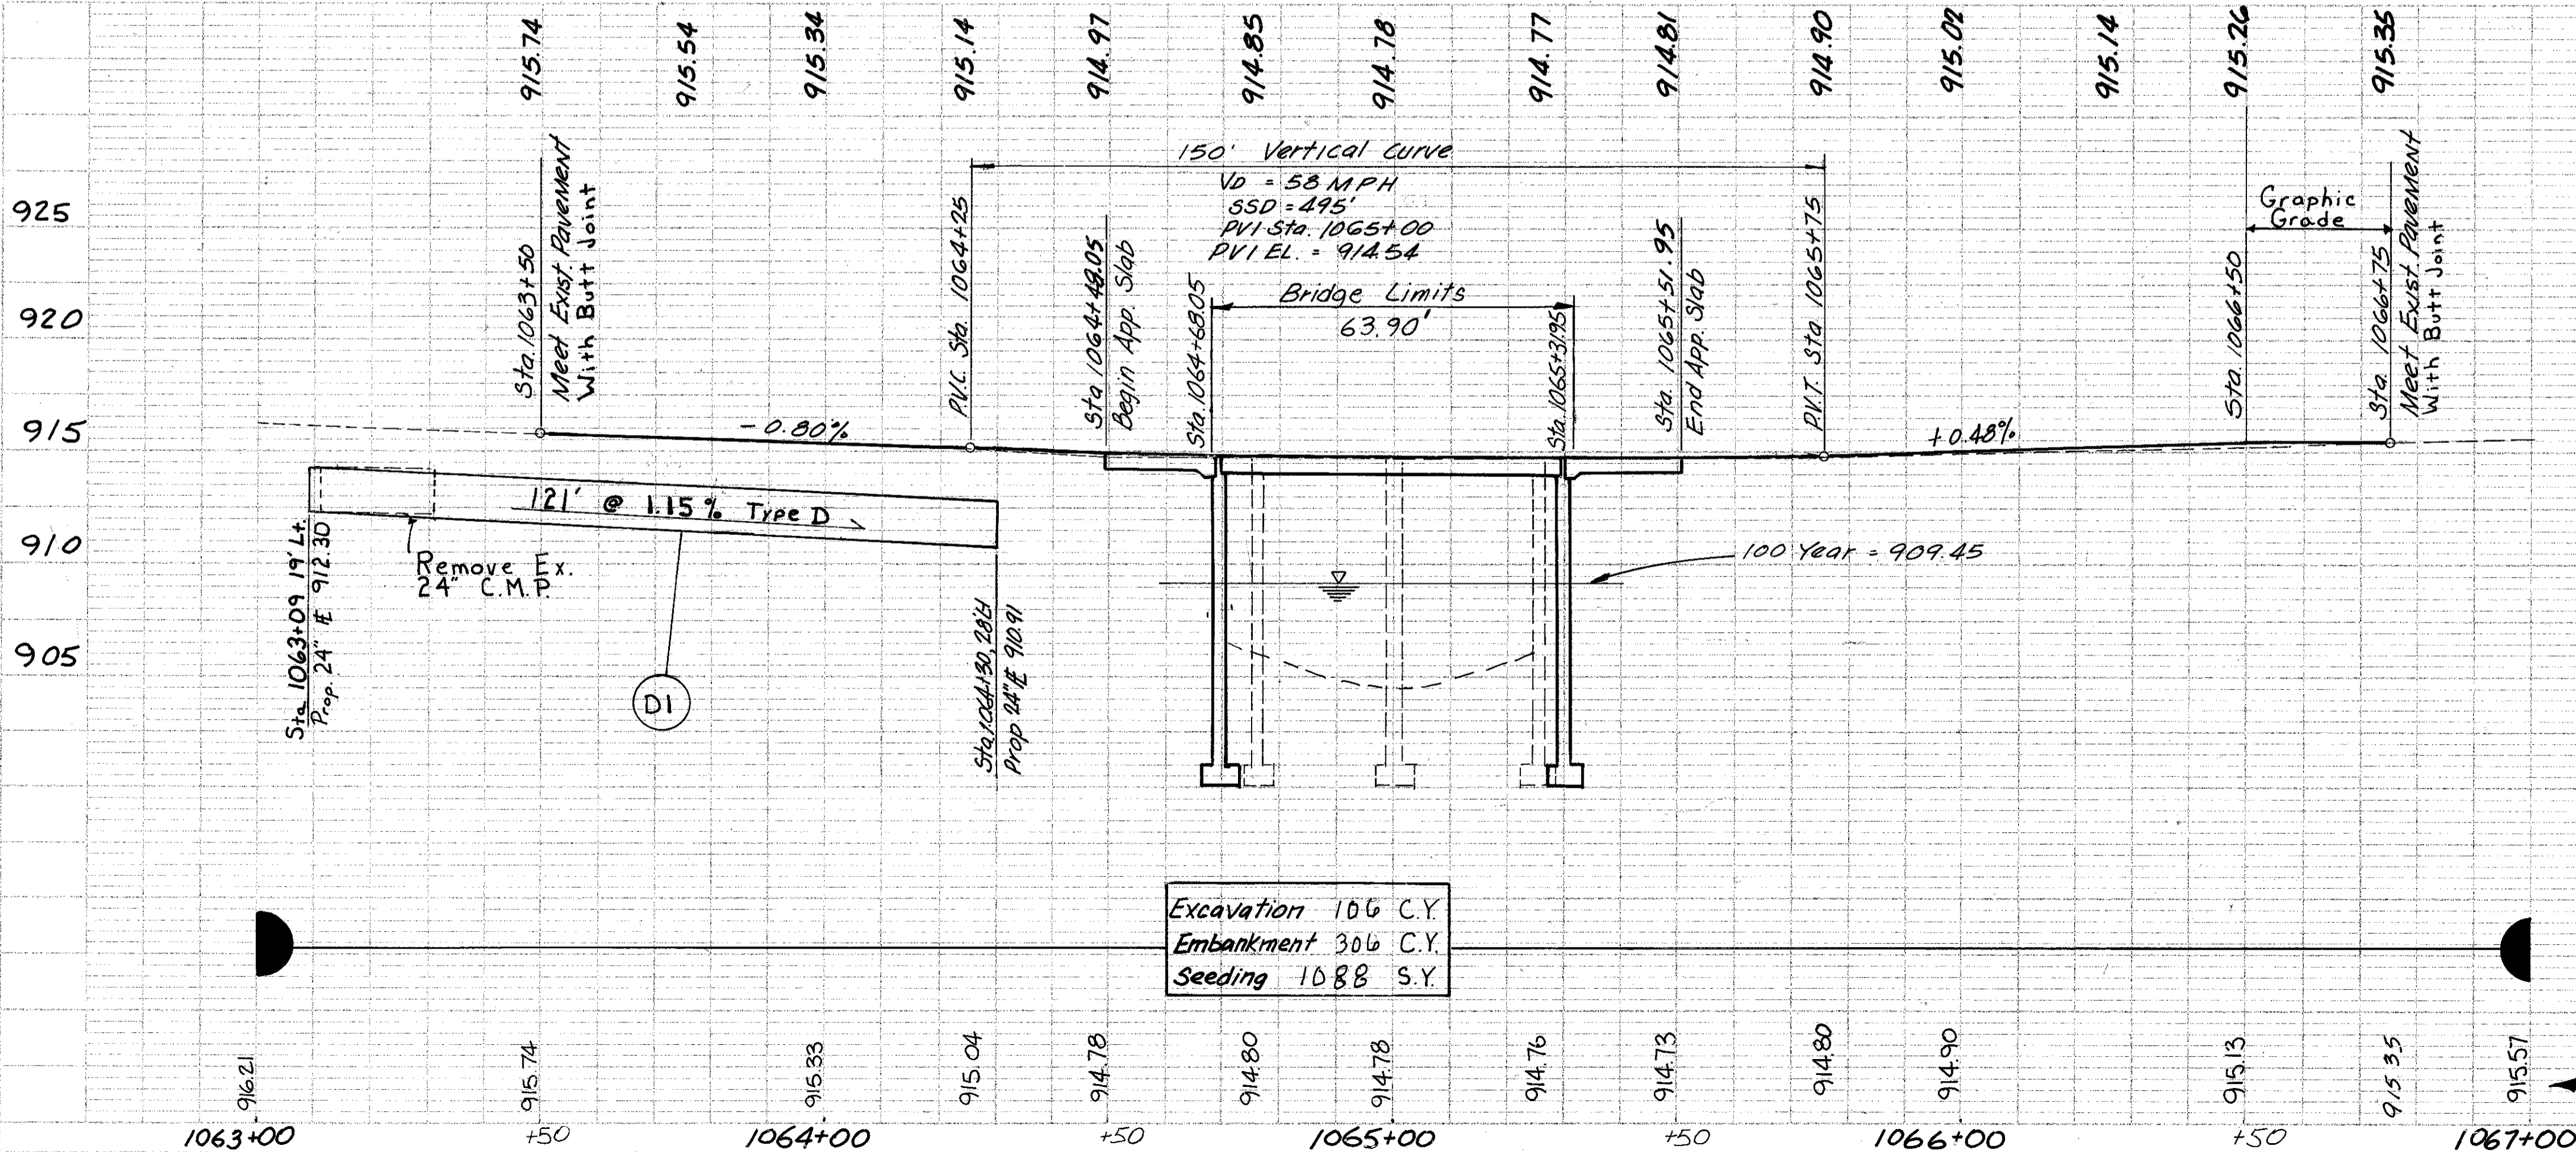 915.74
915.54
915.34
915.14
914.97
914.85
914.78
914.77
914.81
914.90
915.02
915.14
915.26
915.35
925
920
915
910
905
Sta. 1063+50
Meet Exist. Pavement
With Butt Joint
P.V.C. Sta. 1064+25
Sta 1064+48.05
Begin App. Slab
Sta. 1064+68.05
150' Vertical Curve
VD = 58 MPH
SSD = 495'
PVI Sta. 1065+00
PVI EL. = 914.54
Bridge Limits
63.90'
Sta. 1065+31.95
Sta. 1065+51.95
End App. Slab
P.V.T. Sta. 1065+75
Graphic
Grade
Sta. 1066+50
Sta. 1066+75
Meet Exist. Pavement
With Butt Joint
-0.80%
+0.48%
121' @ 1.15% Type D
Remove Ex.
24" C.M.P.
Sta 1063+09 19' Lt.
Prop. 24" ₤ 912.30
D1
Sta 1064+30, 28' Lt
Prop 24" ₤ 910.91
100 Year = 909.45
Excavation 106 C.Y.
Embankment 306 C.Y.
Seeding 1088 S.Y.
916.21
915.74
915.33
915.04
914.78
914.80
914.78
914.76
914.73
914.80
914.90
915.13
915.35
915.57
1063+00
+50
1064+00
+50
1065+00
+50
1066+00
+50
1067+00